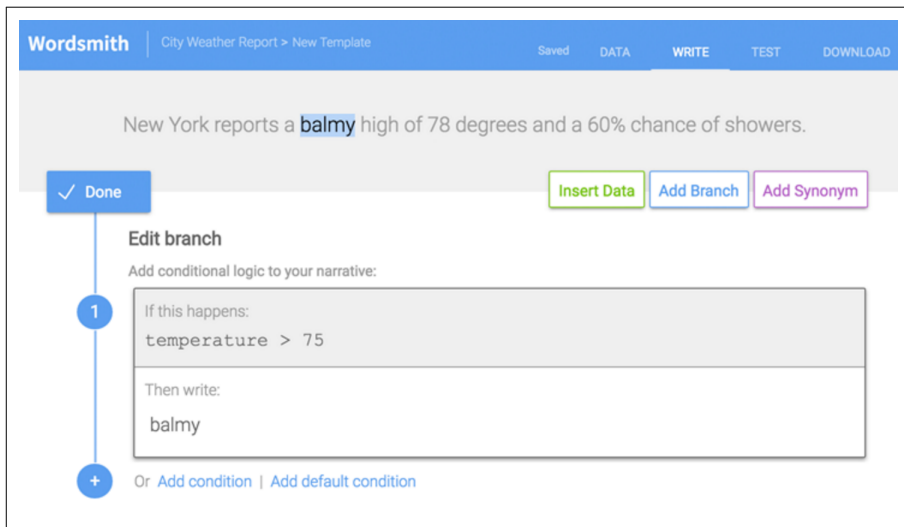 Wordsmith City Weather Report > New Template Saved DATA WRITE TEST DOWNLOAD
New York reports a balmy high of 78 degrees and a 60% chance of showers.
✓ Done Insert Data Add Branch Add Synonym
Edit branch
Add conditional logic to your narrative:
1 If this happens:
temperature > 75
Then write:
balmy
+ Or Add condition | Add default condition